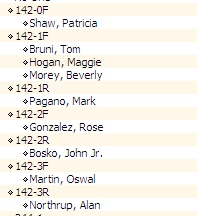 142-0F
Shaw, Patricia
142-1F
Bruni, Tom
Hogan, Maggie
Morey, Beverly
142-1R
Pagano, Mark
142-2F
Gonzalez, Rose
142-2R
Bosko, John Jr.
142-3F
Martin, Oswal
142-3R
Northrup, Alan